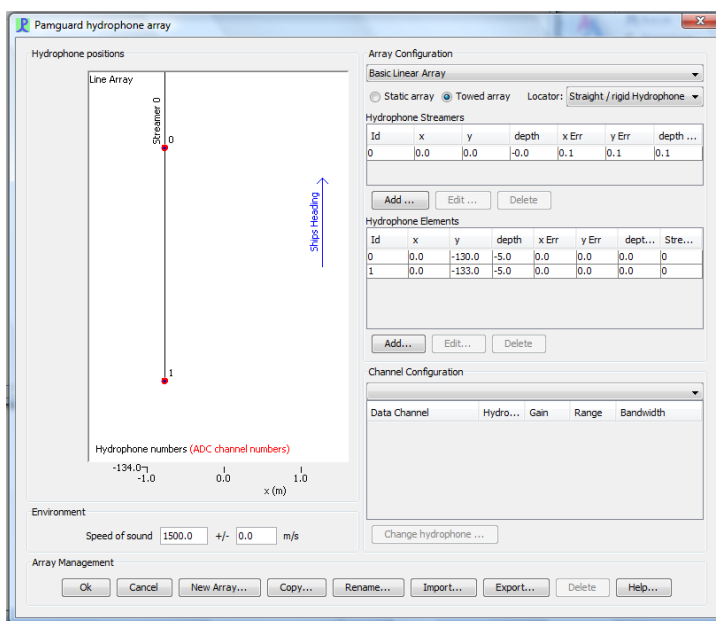 Pamguard hydrophone array
Hydrophone positions
Line Array
Streamer 0
0
Ships Heading
1
Hydrophone numbers (ADC channel numbers)
-134.0
-1.0 0.0 1.0
x (m)
Environment
Speed of sound 1500.0 +/- 0.0 m/s
Array Configuration
Basic Linear Array
Static array Towed array Locator: Straight / rigid Hydrophone
Hydrophone Streamers
Id x y depth x Err y Err depth ...
0 0.0 0.0 -0.0 0.1 0.1 0.1
Add ... Edit ... Delete
Hydrophone Elements
Id x y depth x Err y Err dept... Stre...
0 0.0 -130.0 -5.0 0.0 0.0 0.0 0
1 0.0 -133.0 -5.0 0.0 0.0 0.0 0
Add... Edit... Delete
Channel Configuration
Data Channel Hydro... Gain Range Bandwidth
Change hydrophone ...
Array Management
Ok Cancel New Array... Copy... Rename... Import... Export... Delete Help...